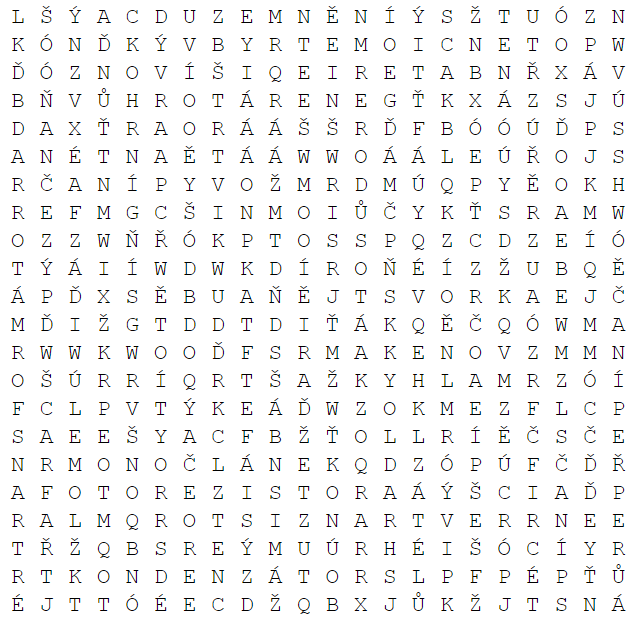 L Š Ý A C D U Z E M N Ě N Í Ý S Ž T U Ó Z N
K Ó N Ď K Ý V B Y R T E M O I C N E T O P W
Ď Ó Z N O V Í Š I Q E I R E T A B N Ř X Á V
B Ň V Ů H R O T Á R E N E G Ť K X Á Z S J Ú
D A X Ť R A O R Á Á Š Š R Ď F B Ó Ó Ú Ď P S
A N É T N A Ě T Á Á W W O Á Á L E Ú Ř O J S
R Č A N Í P Y V O Ž M R D M Ú Q P Y Ě O K H
R E F M G C Š I N M O I Ů Č Y K Ť S R A M W
O Z Z W Ň Ř Ó K P T O S S P Q Z C D Z E Í Ó
T Ý Á I Í W D W K D Í R O Ň É Í Z Ž U B Q Ě
Á P Ď X S Ě B U A Ň Ě J T S V O R K A E J Č
M Ď I Ž G T D D T D I Ť Á K Q Ě Č Q Ó W M A
R W W K W O O Ď F S R M A K E N O V Z M M N
O Š Ú R R Í Q R T Š A Ž K Y H L A M R Z Ó Í
F C L P V T Ý K E Á Ď W Z O K M E Z F L C P
S A E E Š Y A C F B Ž Ť O L L R Í Ě Č S Č E
N R M O N O Č L Á N E K Q D Z Ó P Ú F Č Ď Ř
A F O T O R E Z I S T O R A Á Ý Š C I A Ď P
R A L M Q R O T S I Z N A R T V E R R N E E
T Ř Ž Q B S R E Ý M U Ú R H É I Š Ó C Í Y R
R T K O N D E N Z Á T O R S L P F P É P Ť Ů
É J T T Ó É E C D Ž Q B X J Ů K Ž J T S N Á